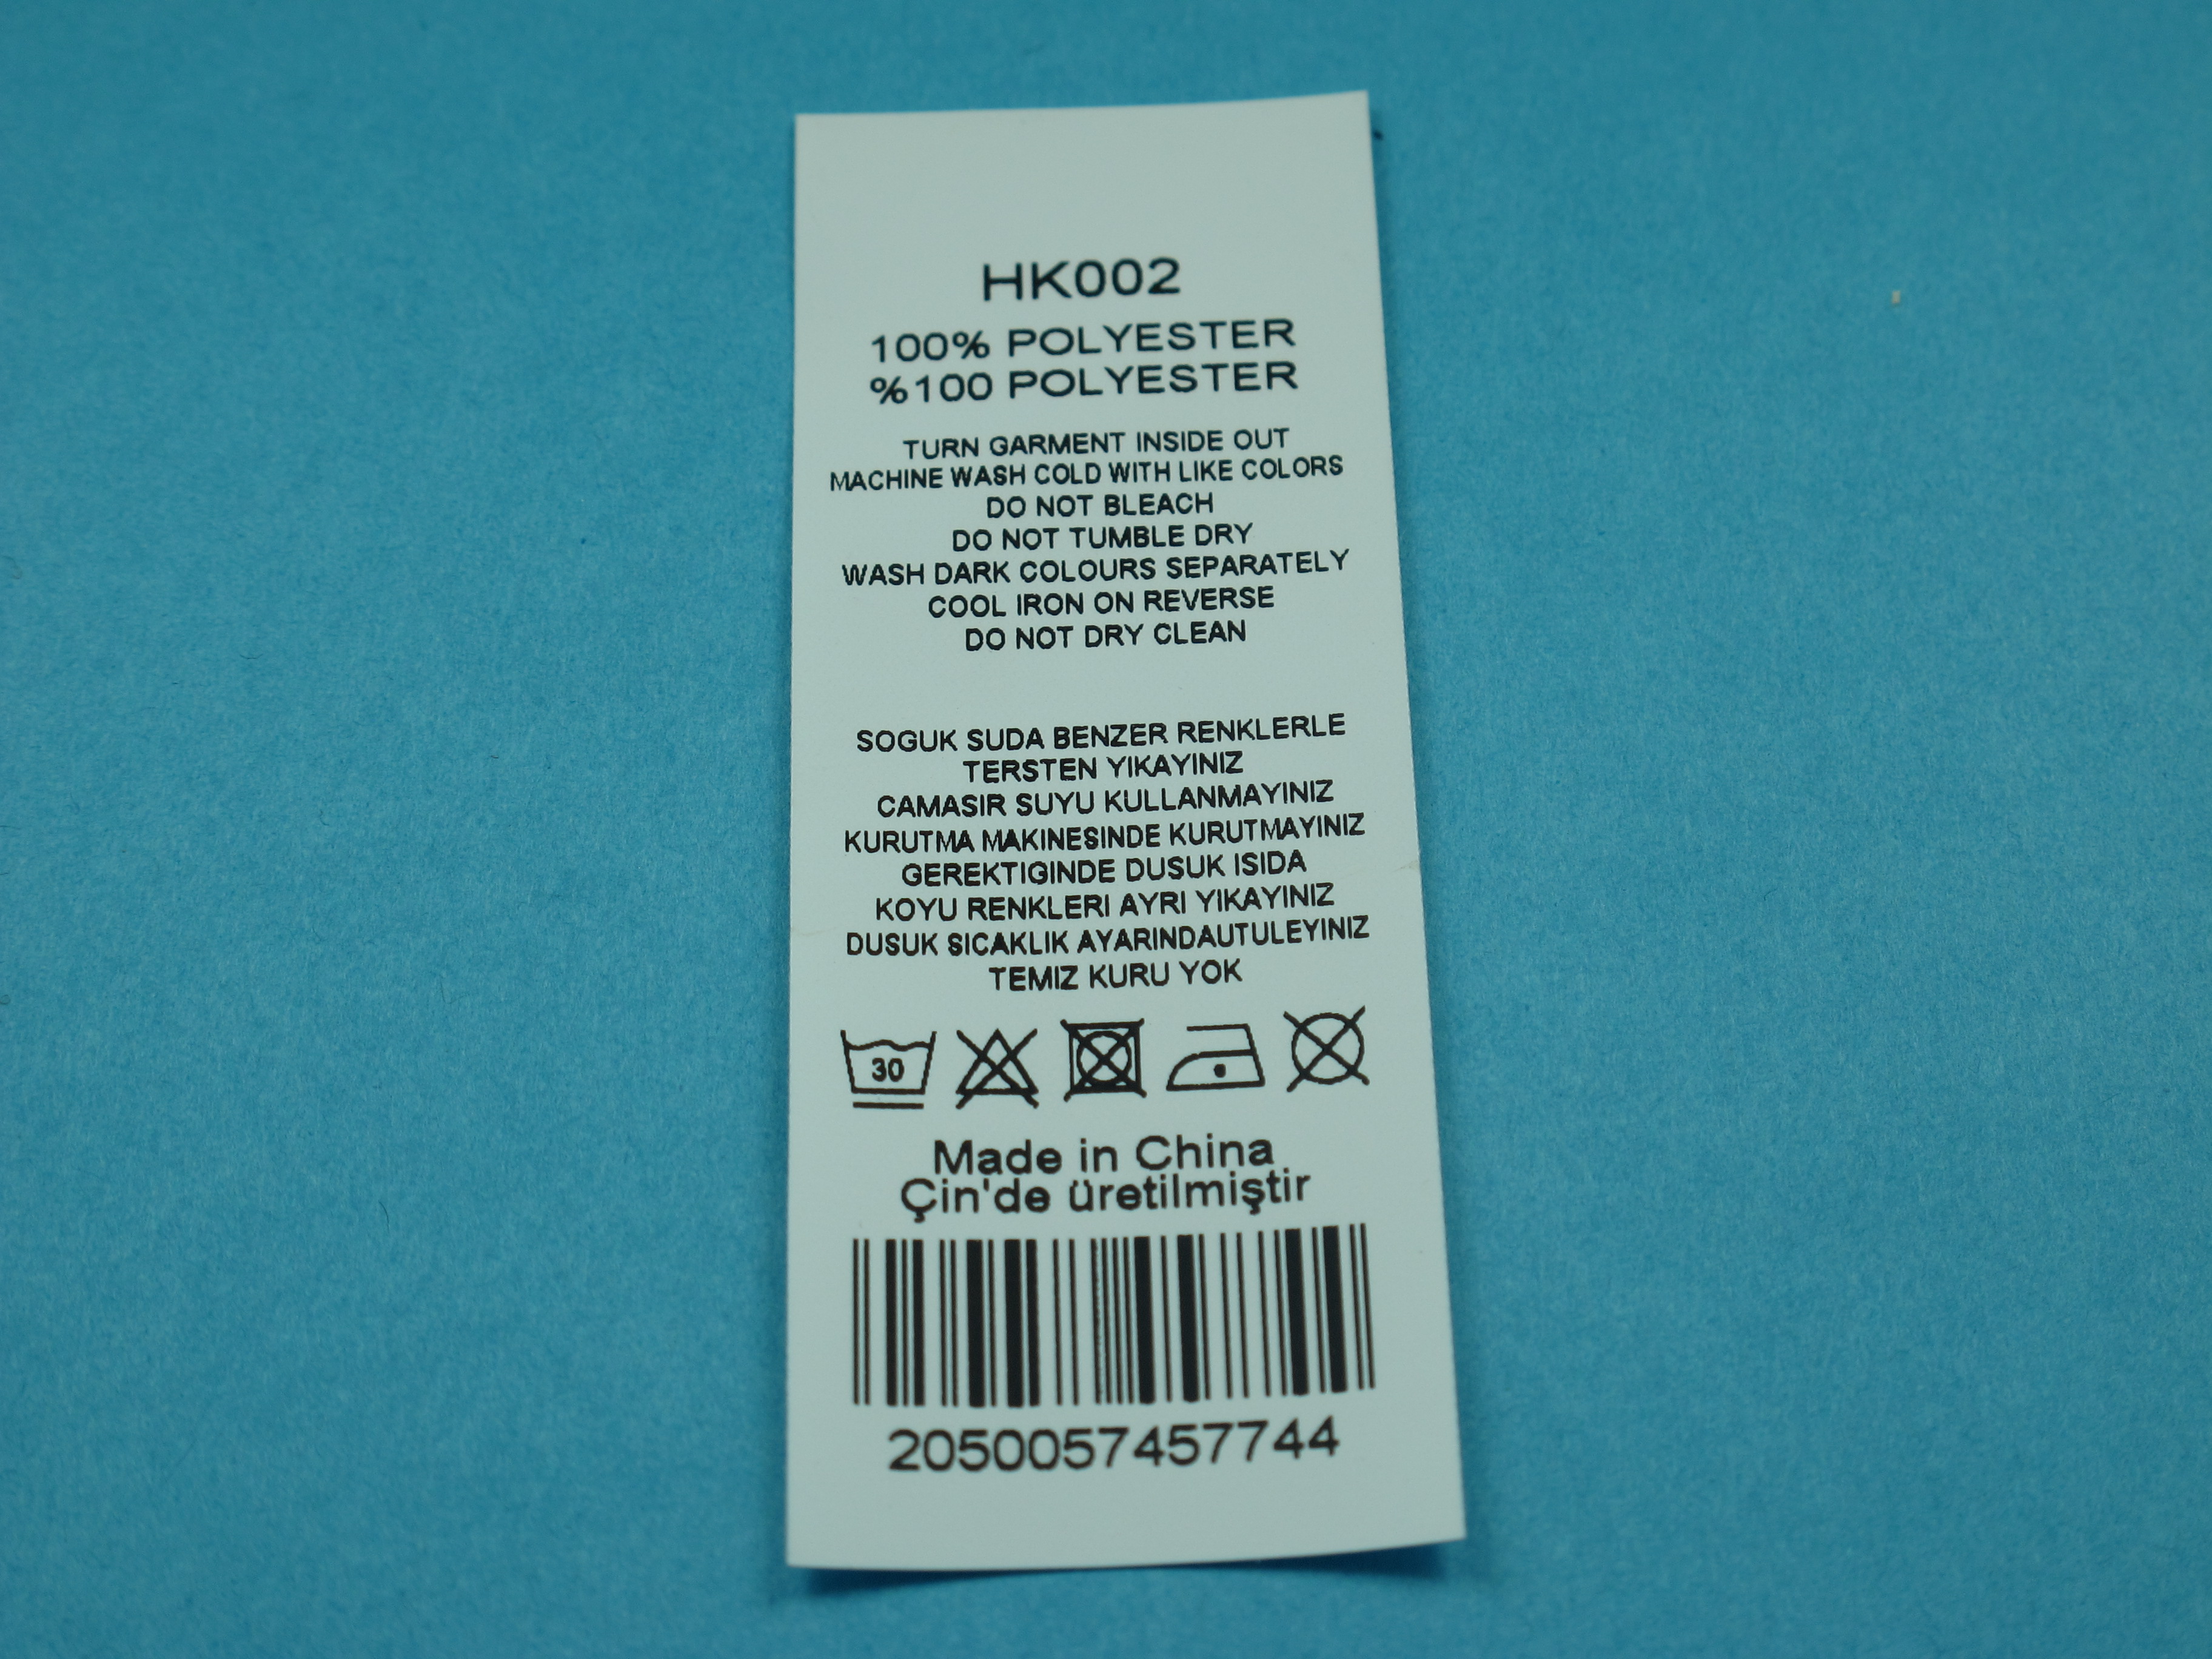 HK002
100% POLYESTER
%100 POLYESTER
TURN GARMENT INSIDE OUT
MACHINE WASH COLD WITH LIKE COLORS
DO NOT BLEACH
DO NOT TUMBLE DRY
WASH DARK COLOURS SEPARATELY
COOL IRON ON REVERSE
DO NOT DRY CLEAN
SOGUK SUDA BENZER RENKLERLE
TERSTEN YIKAYINIZ
CAMASIR SUYU KULLANMAYINIZ
KURUTMA MAKINESINDE KURUTMAYINIZ
GEREKTIGINDE DUSUK ISIDA
KOYU RENKLERI AYRI YIKAYINIZ
DUSUK SICAKLIK AYARINDAUTULEYINIZ
TEMIZ KURU YOK
30
Made in China
Çin'de üretilmiştir
2050057457744